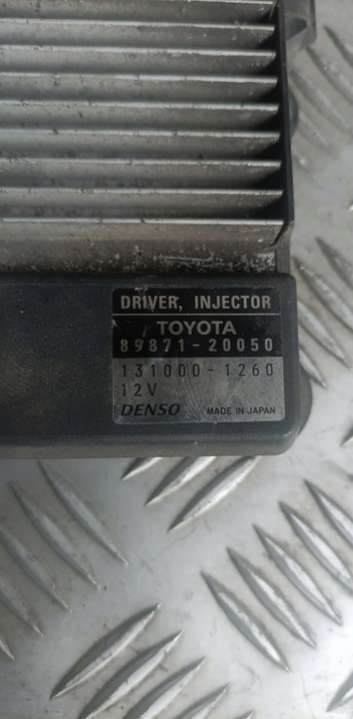 DRIVER, INJECTOR
TOYOTA
89871-20050
131000-1260
12V
DENSO MADE IN JAPAN